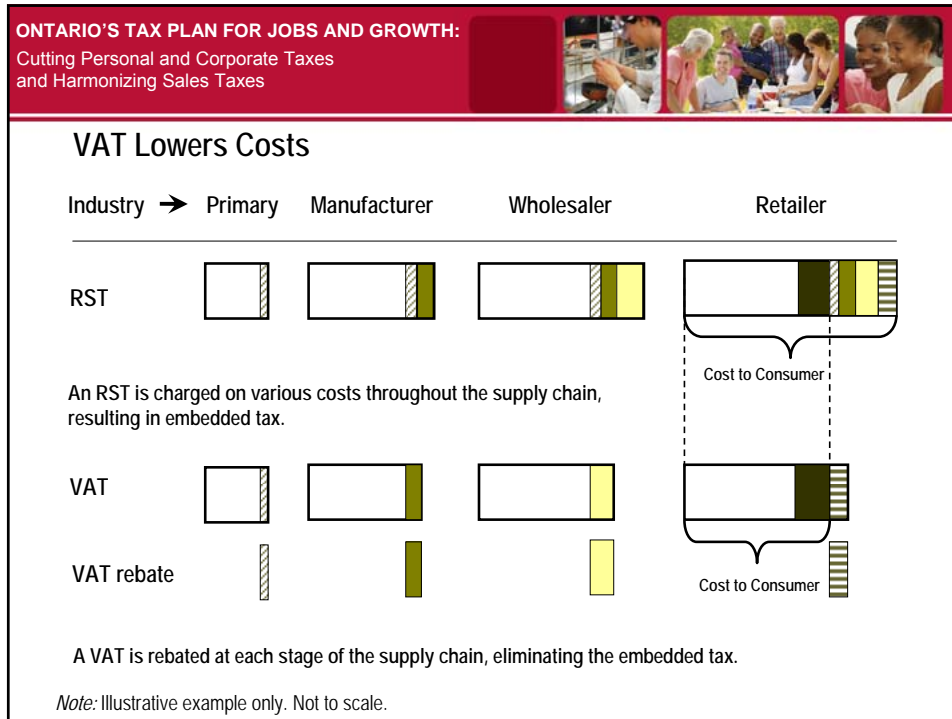 ONTARIO'S TAX PLAN FOR JOBS AND GROWTH:
Cutting Personal and Corporate Taxes
and Harmonizing Sales Taxes
VAT Lowers Costs
Industry → Primary Manufacturer Wholesaler Retailer
RST
Cost to Consumer
An RST is charged on various costs throughout the supply chain,
resulting in embedded tax.
VAT
VAT rebate
Cost to Consumer
A VAT is rebated at each stage of the supply chain, eliminating the embedded tax.
Note: Illustrative example only. Not to scale.